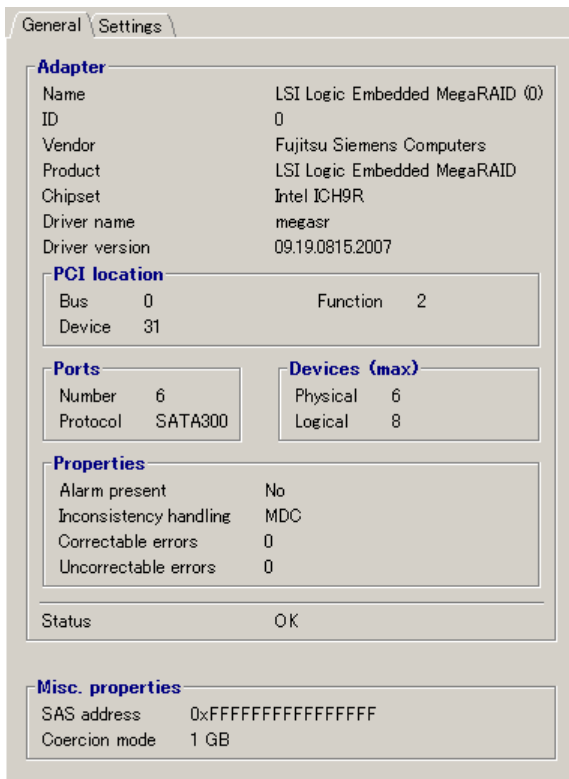 General Settings
Adapter
Name LSI Logic Embedded MegaRAID (0)
ID 0
Vendor Fujitsu Siemens Computers
Product LSI Logic Embedded MegaRAID
Chipset Intel ICH9R
Driver name megasr
Driver version 09.19.0815.2007
PCI location
Bus 0 Function 2
Device 31
Ports Devices (max)
Number 6 Physical 6
Protocol SATA300 Logical 8
Properties
Alarm present No
Inconsistency handling MDC
Correctable errors 0
Uncorrectable errors 0
Status OK
Misc. properties
SAS address 0xFFFFFFFFFFFFFFFF
Coercion mode 1 GB